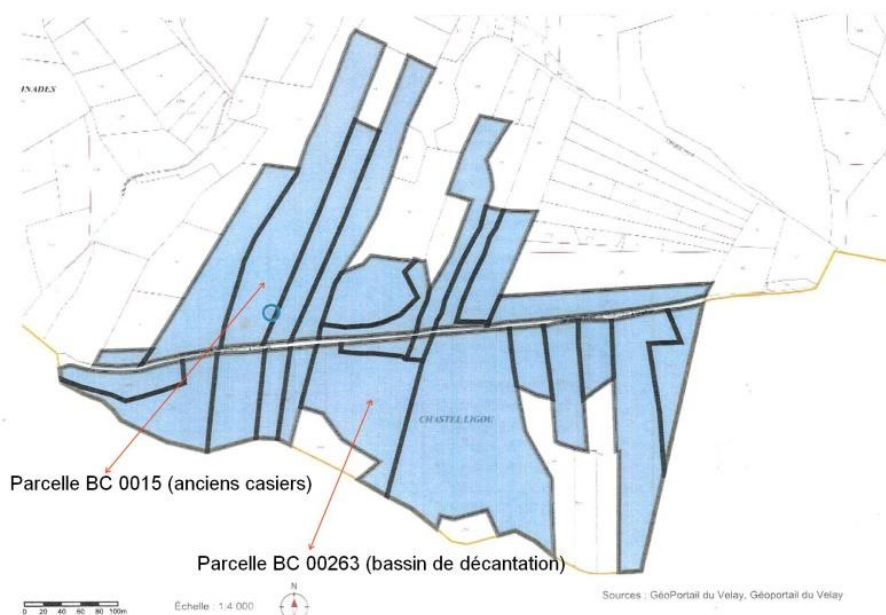 INADES
CHASTEL LIGOU
Parcelle BC 0015 (anciens casiers)
Parcelle BC 00263 (bassin de décantation)
N
0 20 40 60 80 100m
Échelle : 1:4 000
Sources : GéoPortail du Velay, Géoportail du Velay